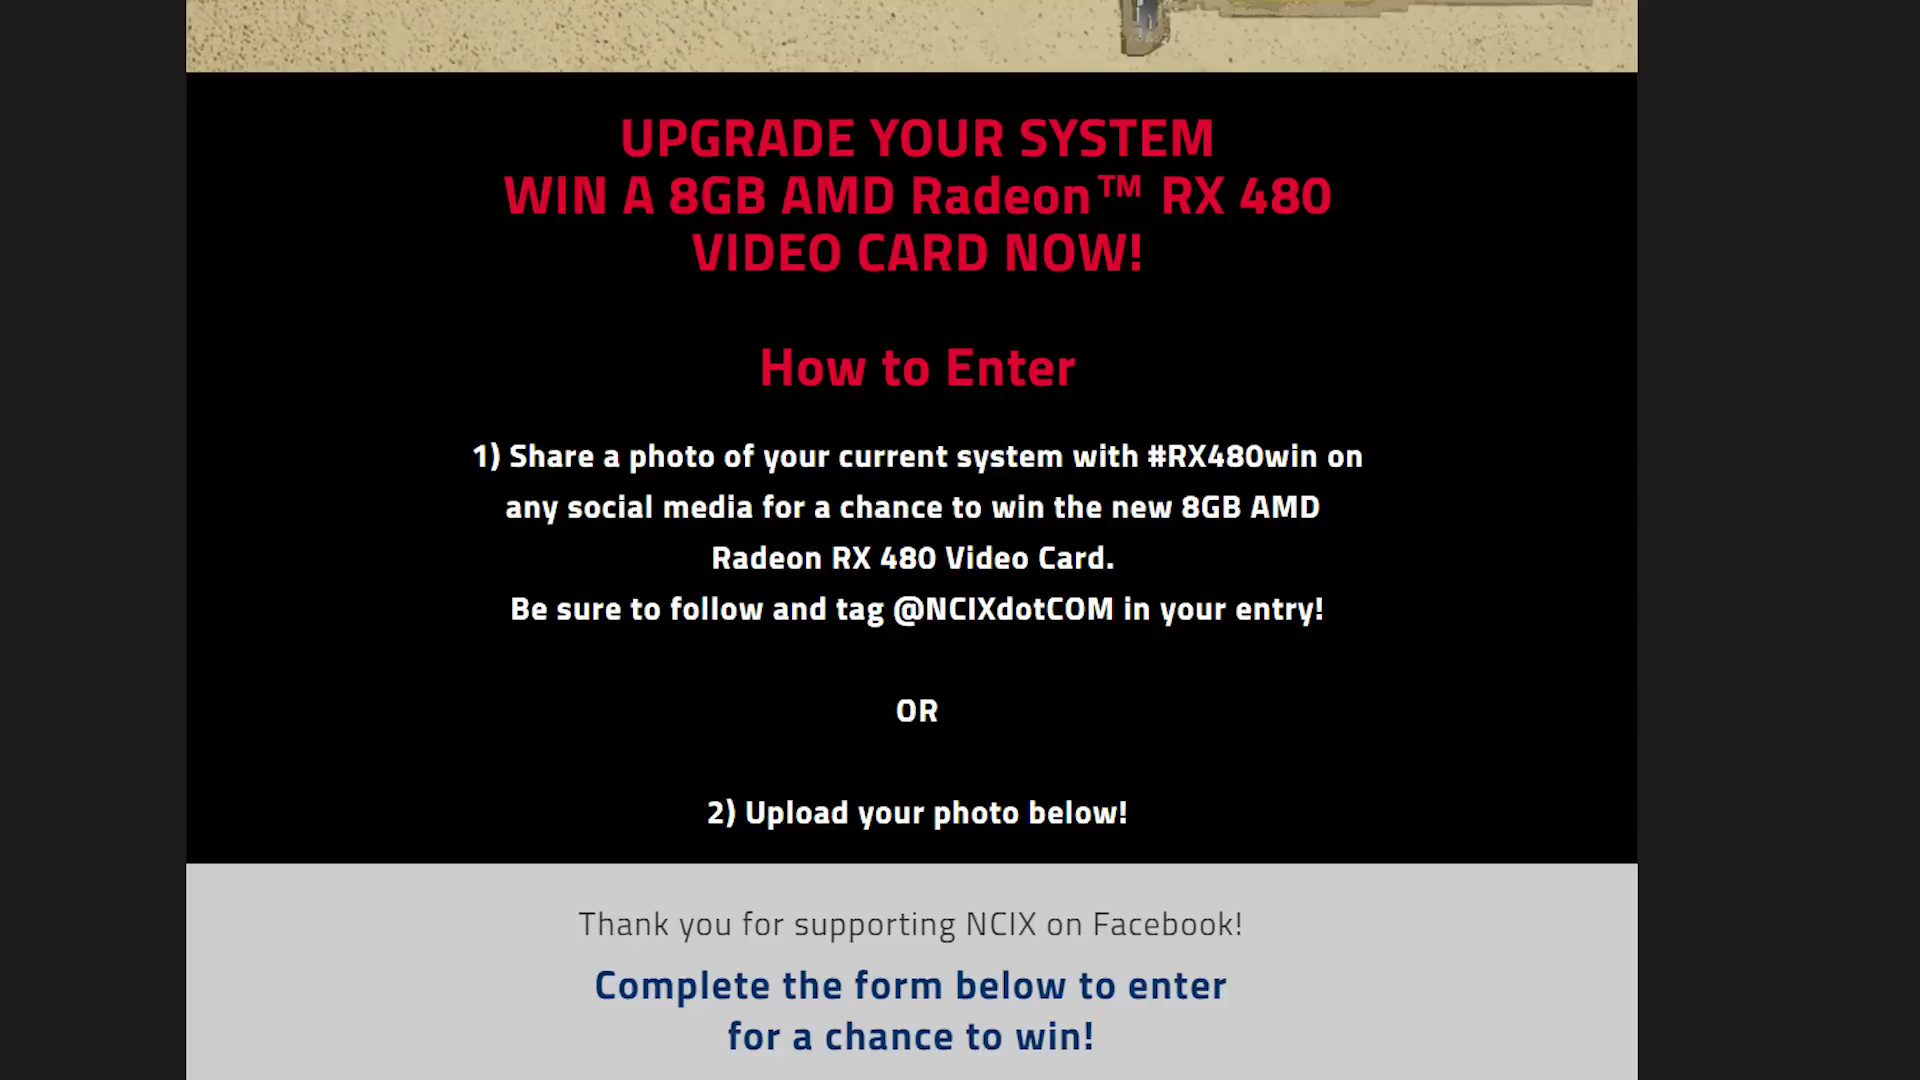 UPGRADE YOUR SYSTEM
WIN A 8GB AMD Radeon™ RX 480
VIDEO CARD NOW!
How to Enter
1) Share a photo of your current system with #RX480win on
any social media for a chance to win the new 8GB AMD
Radeon RX 480 Video Card.
Be sure to follow and tag @NCIXdotCOM in your entry!
OR
2) Upload your photo below!
Thank you for supporting NCIX on Facebook!
Complete the form below to enter
for a chance to win!